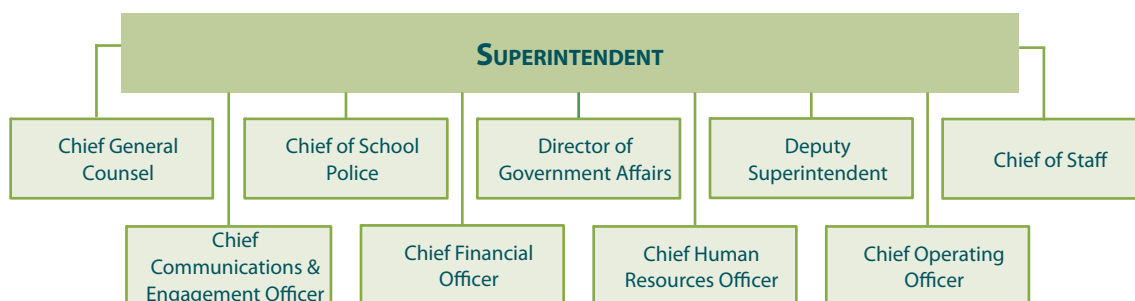 SUPERINTENDENT
Chief General
Counsel
Chief of School
Police
Director of
Government Affairs
Deputy
Superintendent
Chief of Staff
Chief
Communications &
Engagement Officer
Chief Financial
Officer
Chief Human
Resources Officer
Chief Operating
Officer